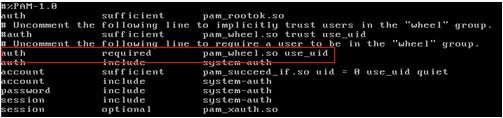 #%PAM-1.0
auth sufficient pam_rootok.so
# Uncomment the following line to implicitly trust users in the "wheel" group.
#auth sufficient pam_wheel.so trust use_uid
# Uncomment the following line to require a user to be in the "wheel" group.
auth required pam_wheel.so use_uid
auth include system-auth
account sufficient pam_succeed_if.so uid = 0 use_uid quiet
account include system-auth
password include system-auth
session include system-auth
session optional pam_xauth.so